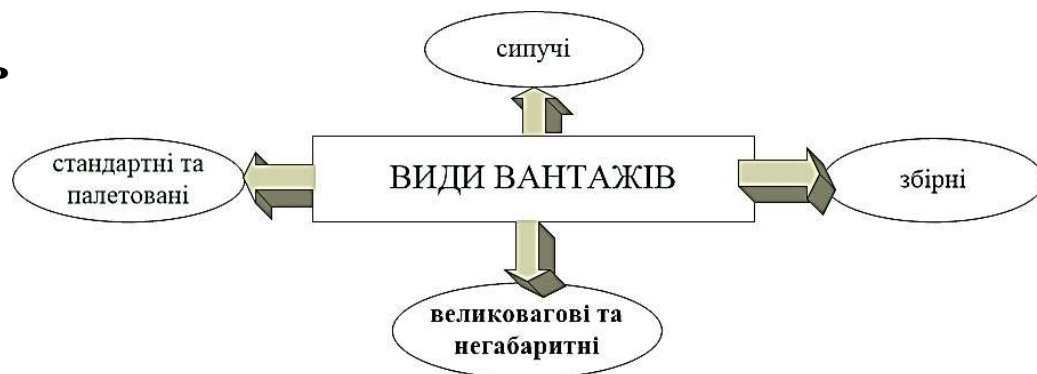 сипучі
ь
стандартні та
палетовані
ВИДИ ВАНТАЖІВ
збірні
великовагові та
негабаритні